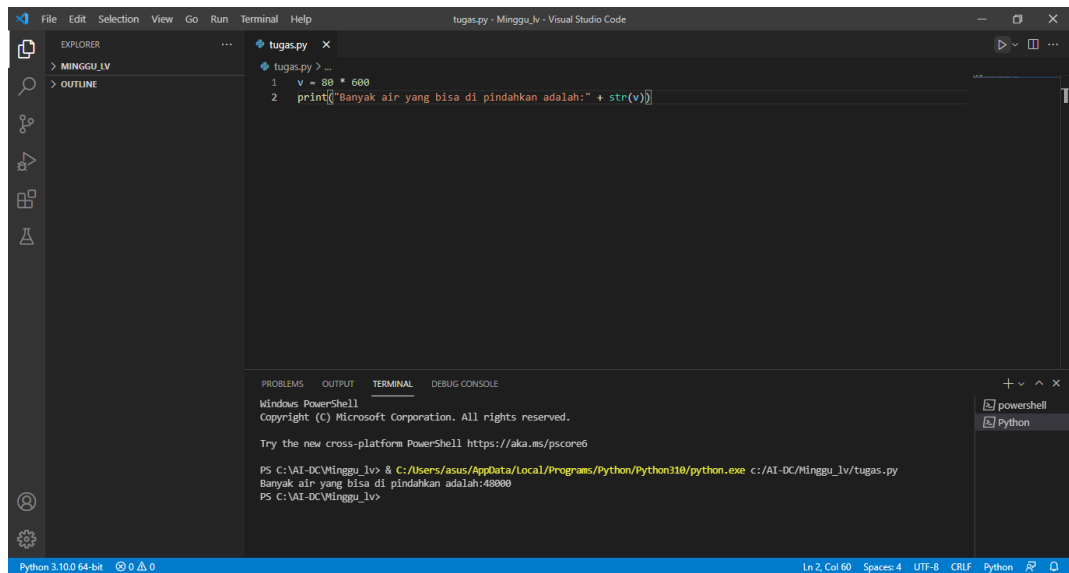 File Edit Selection View Go Run Terminal Help
tugas.py - Minggu_lv - Visual Studio Code
EXPLORER
MINGGU_LV
OUTLINE
tugas.py
tugas.py > ...
1 v = 80 * 600
2 print("Banyak air yang bisa di pindahkan adalah:" + str(v))
PROBLEMS OUTPUT TERMINAL DEBUG CONSOLE
Windows PowerShell
Copyright (C) Microsoft Corporation. All rights reserved.
Try the new cross-platform PowerShell https://aka.ms/pscore6
PS C:\AI-DC\Minggu_lv> & C:/Users/asus/AppData/Local/Programs/Python/Python310/python.exe c:/AI-DC/Minggu_lv/tugas.py
Banyak air yang bisa di pindahkan adalah:48000
PS C:\AI-DC\Minggu_lv>
powershell
Python
Python 3.10.0 64-bit 0 0
Ln 2, Col 60 Spaces: 4 UTF-8 CRLF Python